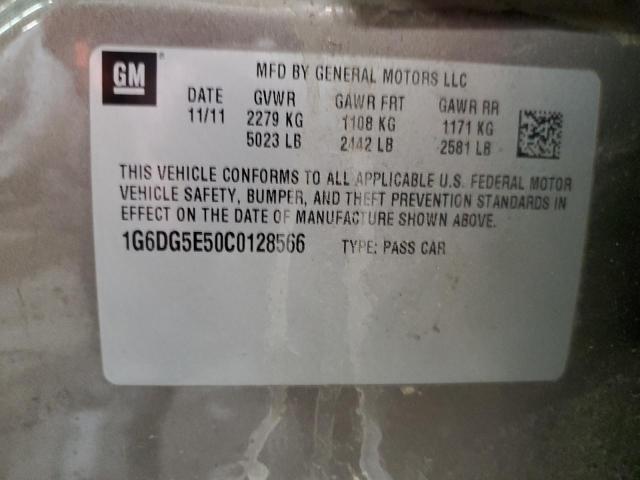 GM
MFD BY GENERAL MOTORS LLC
DATE GVWR GAWR FRT GAWR RR
11/11 2279 KG 1108 KG 1171 KG
5023 LB 2442 LB 2581 LB
THIS VEHICLE CONFORMS TO ALL APPLICABLE U.S. FEDERAL MOTOR
VEHICLE SAFETY, BUMPER, AND THEFT PREVENTION STANDARDS IN
EFFECT ON THE DATE OF MANUFACTURE SHOWN ABOVE.
1G6DG5E50C0128566 TYPE: PASS CAR